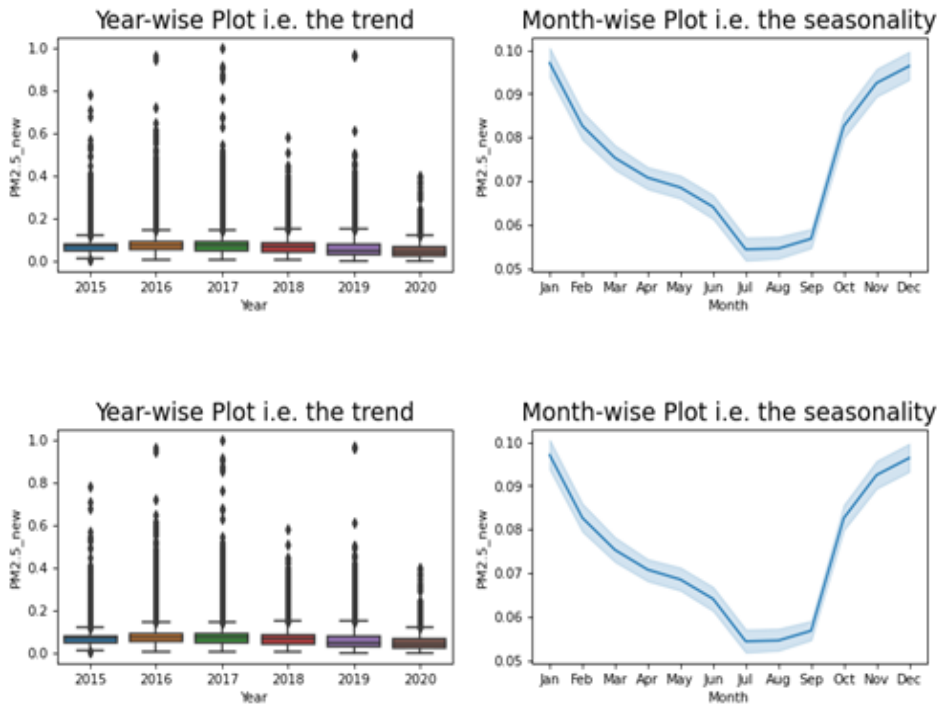 Year-wise Plot i.e. the trend
1.0
0.8
0.6
0.4
0.2
0.0
PM2.5_new
2015 2016 2017 2018 2019 2020
Year
Month-wise Plot i.e. the seasonality
0.10
0.09
0.08
0.07
0.06
0.05
PM2.5_new
Jan Feb Mar Apr May Jun Jul Aug Sep Oct Nov Dec
Month
Year-wise Plot i.e. the trend
1.0
0.8
0.6
0.4
0.2
0.0
PM2.5_new
2015 2016 2017 2018 2019 2020
Year
Month-wise Plot i.e. the seasonality
0.10
0.09
0.08
0.07
0.06
0.05
PM2.5_new
Jan Feb Mar Apr May Jun Jul Aug Sep Oct Nov Dec
Month